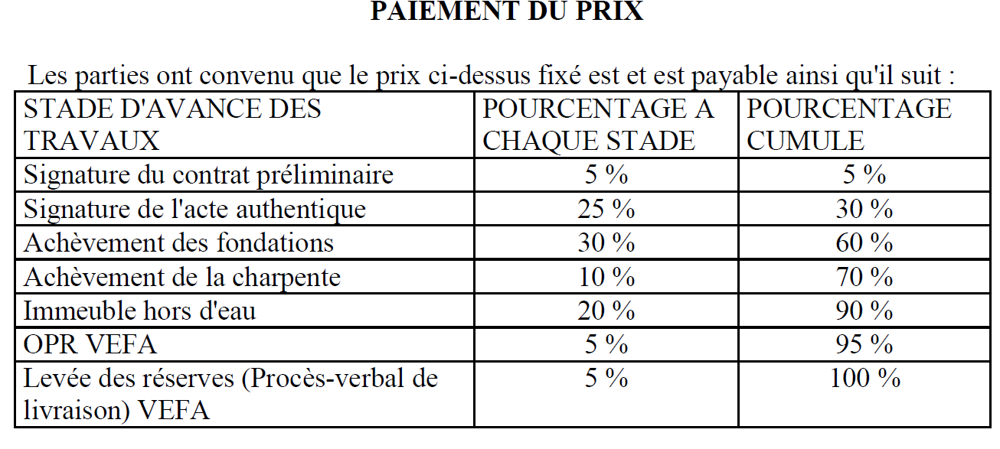 PAIEMENT DU PRIX
Les parties ont convenu que le prix ci-dessus fixé est et est payable ainsi qu'il suit :
STADE D'AVANCE DES TRAVAUX POURCENTAGE A CHAQUE STADE POURCENTAGE CUMULE
Signature du contrat préliminaire 5 % 5 %
Signature de l'acte authentique 25 % 30 %
Achèvement des fondations 30 % 60 %
Achèvement de la charpente 10 % 70 %
Immeuble hors d'eau 20 % 90 %
OPR VEFA 5 % 95 %
Levée des réserves (Procès-verbal de livraison) VEFA 5 % 100 %